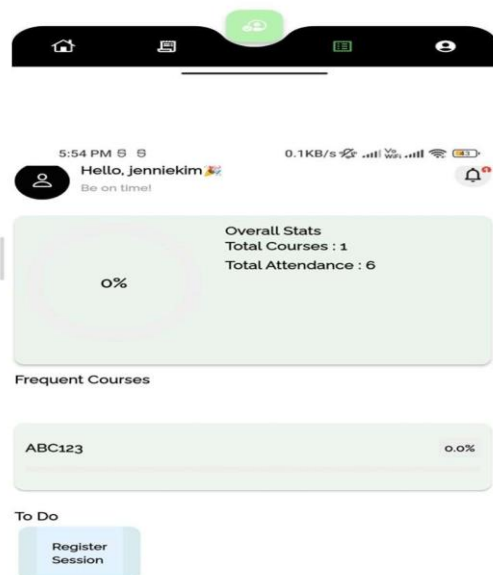 5:54 PM
0.1KB/s
Hello, jenniekim🎉
Be on time!
Overall Stats
Total Courses : 1
0%
Total Attendance : 6
Frequent Courses
ABC123 0.0%
To Do
Register
Session